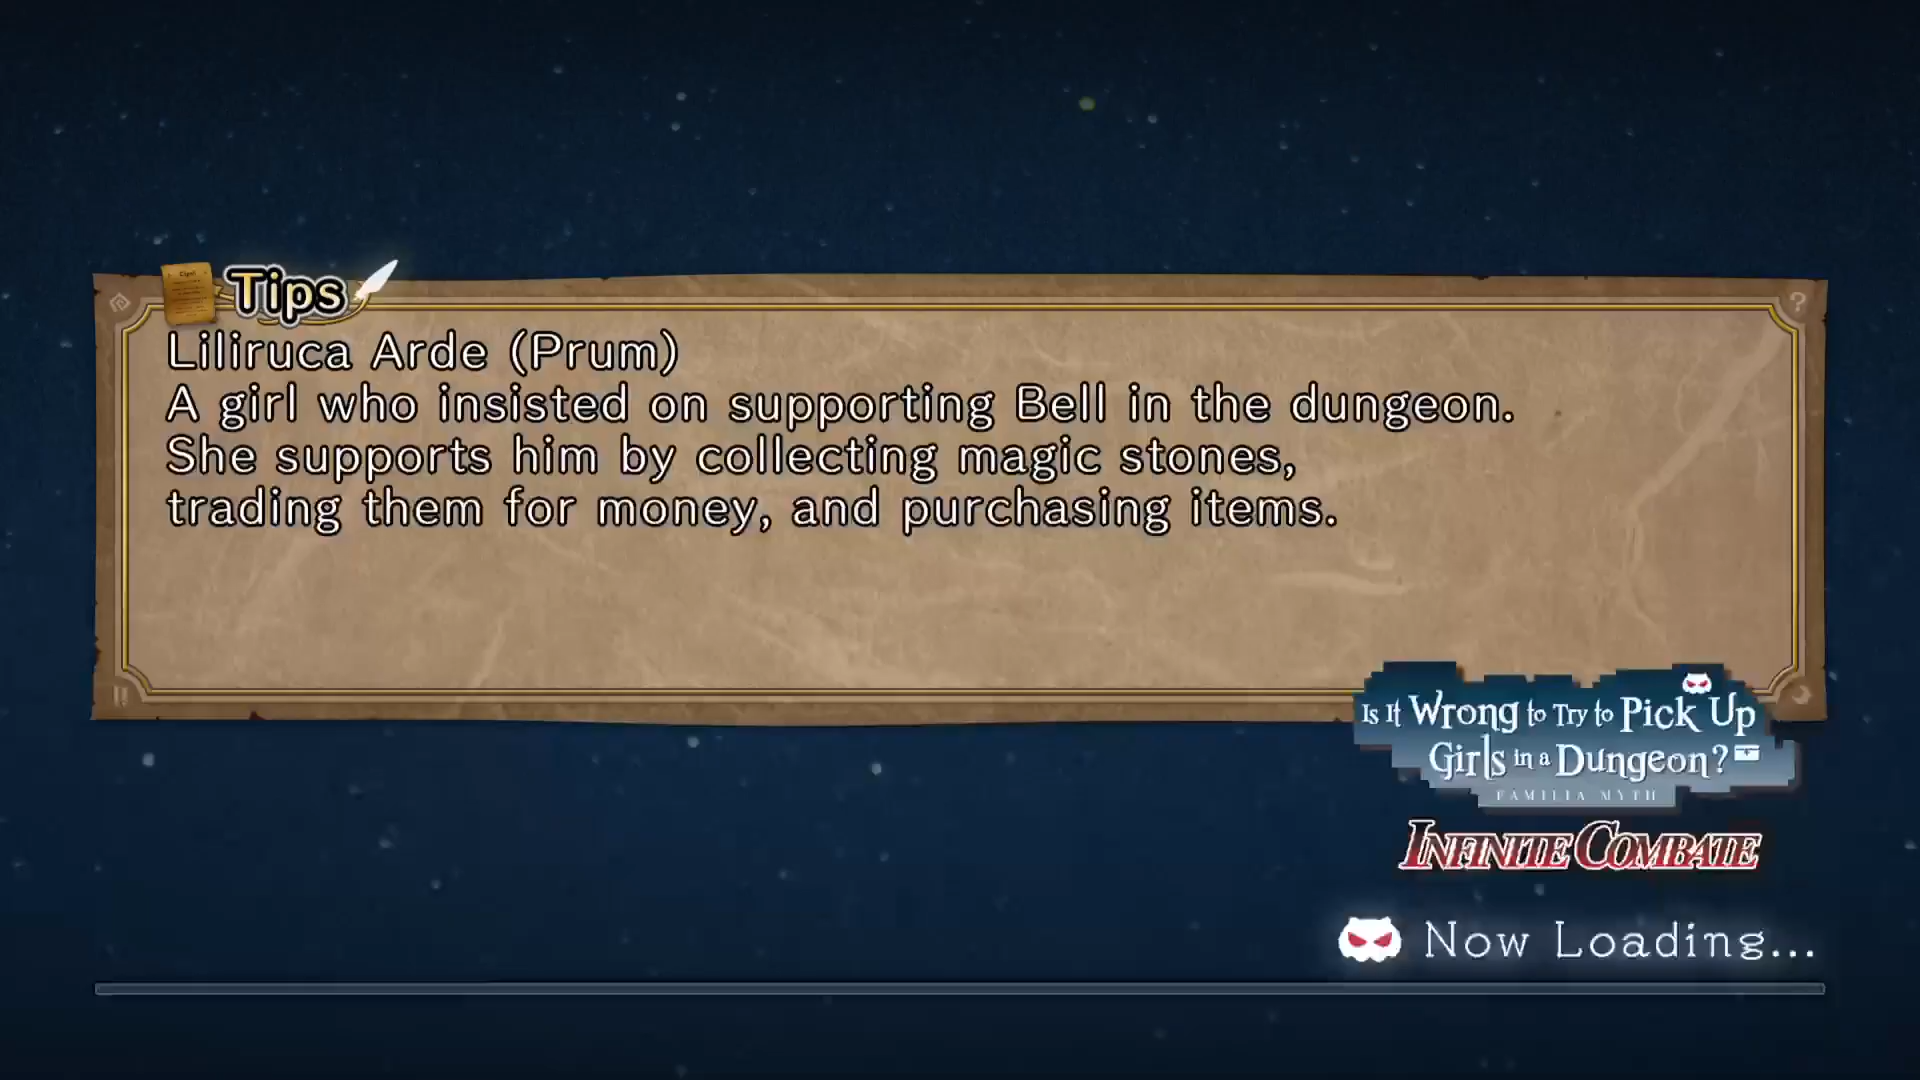 Tips
Liliruca Arde (Prum)
A girl who insisted on supporting Bell in the dungeon.
She supports him by collecting magic stones,
trading them for money, and purchasing items.
Is It Wrong to Try to Pick Up
Girls in a Dungeon?
FAMILIA MYTH
INFINITE COMBATE
Now Loading...